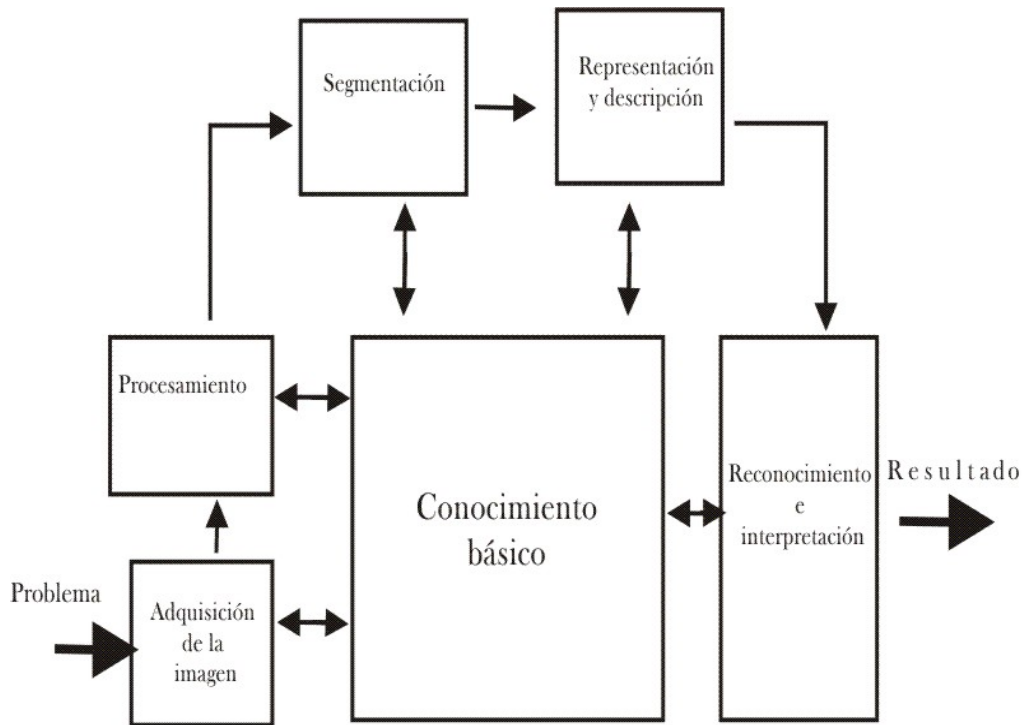 Segmentación
Representación
y descripción
Procesamiento
Conocimiento
básico
Reconocimiento
e
interpretación
Resultado
Problema
Adquisición
de la
imagen